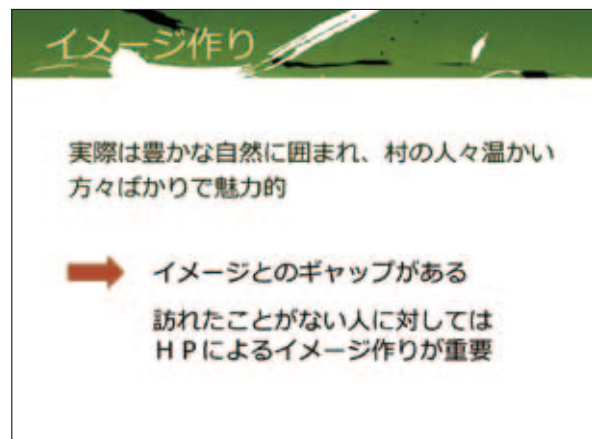 イメージ作り
実際は豊かな自然に囲まれ、村の人々温かい
方々ばかりで魅力的
イメージとのギャップがある
訪れたことがない人に対しては
ＨＰによるイメージ作りが重要